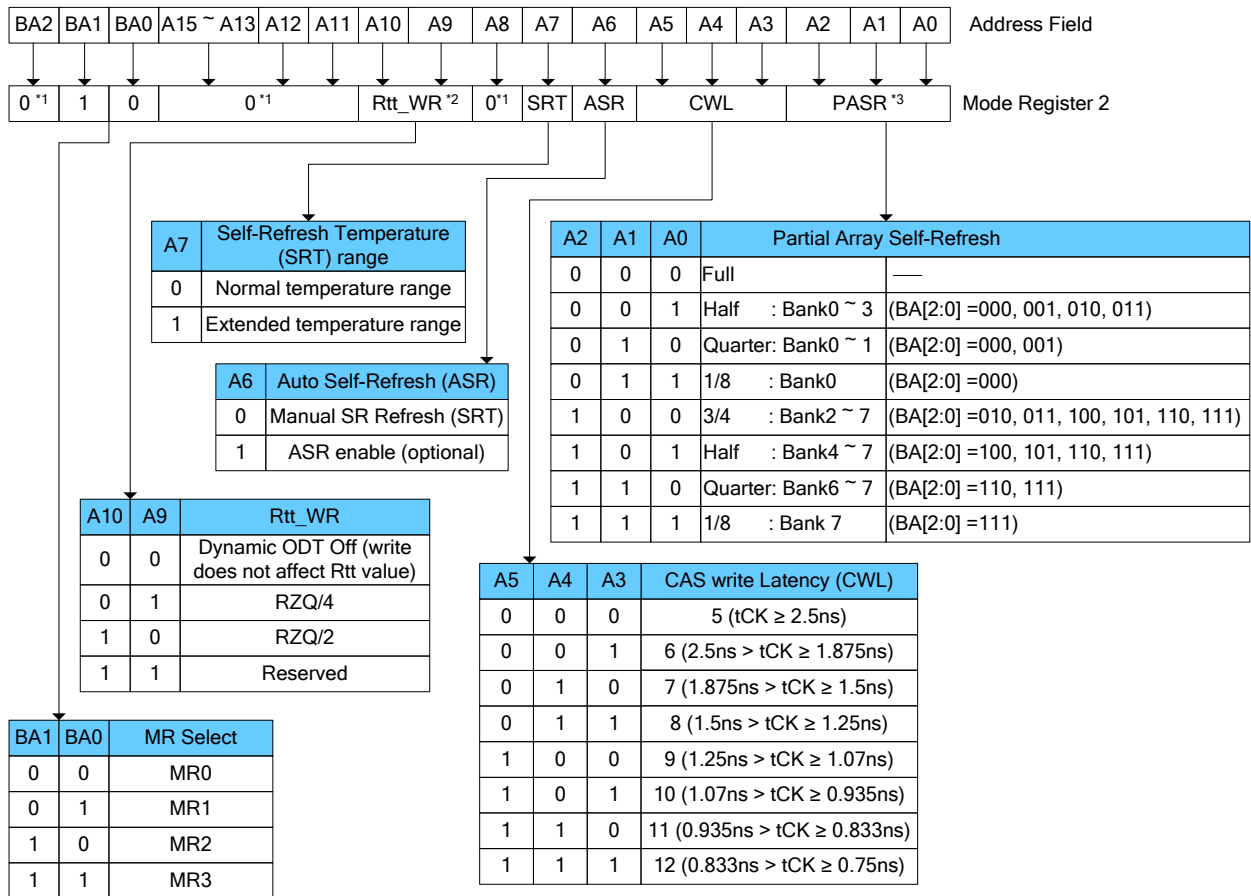 BA2 BA1 BA0 A15 ~ A13 A12 A11 A10 A9 A8 A7 A6 A5 A4 A3 A2 A1 A0 Address Field
0 *1 1 0 0 *1 Rtt_WR *2 0 *1 SRT ASR CWL PASR *3 Mode Register 2
A7 Self-Refresh Temperature (SRT) range
0 Normal temperature range
1 Extended temperature range
A6 Auto Self-Refresh (ASR)
0 Manual SR Refresh (SRT)
1 ASR enable (optional)
A10 A9 Rtt_WR
0 0 Dynamic ODT Off (write does not affect Rtt value)
0 1 RZQ/4
1 0 RZQ/2
1 1 Reserved
BA1 BA0 MR Select
0 0 MR0
0 1 MR1
1 0 MR2
1 1 MR3
A2 A1 A0 Partial Array Self-Refresh
0 0 0 Full —
0 0 1 Half : Bank0 ~ 3 (BA[2:0] =000, 001, 010, 011)
0 1 0 Quarter: Bank0 ~ 1 (BA[2:0] =000, 001)
0 1 1 1/8 : Bank0 (BA[2:0] =000)
1 0 0 3/4 : Bank2 ~ 7 (BA[2:0] =010, 011, 100, 101, 110, 111)
1 0 1 Half : Bank4 ~ 7 (BA[2:0] =100, 101, 110, 111)
1 1 0 Quarter: Bank6 ~ 7 (BA[2:0] =110, 111)
1 1 1 1/8 : Bank 7 (BA[2:0] =111)
A5 A4 A3 CAS write Latency (CWL)
0 0 0 5 (tCK ≥ 2.5ns)
0 0 1 6 (2.5ns > tCK ≥ 1.875ns)
0 1 0 7 (1.875ns > tCK ≥ 1.5ns)
0 1 1 8 (1.5ns > tCK ≥ 1.25ns)
1 0 0 9 (1.25ns > tCK ≥ 1.07ns)
1 0 1 10 (1.07ns > tCK ≥ 0.935ns)
1 1 0 11 (0.935ns > tCK ≥ 0.833ns)
1 1 1 12 (0.833ns > tCK ≥ 0.75ns)